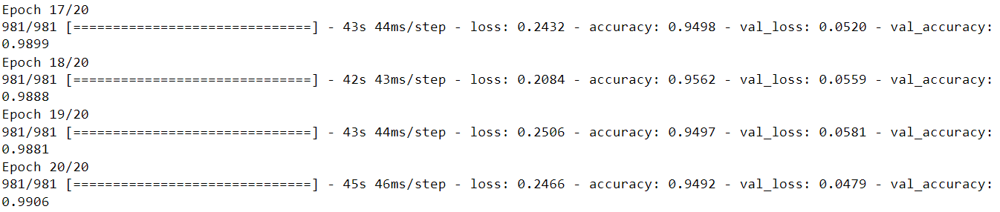 Epoch 17/20
981/981 [==============================] - 43s 44ms/step - loss: 0.2432 - accuracy: 0.9498 - val_loss: 0.0520 - val_accuracy:
0.9899
Epoch 18/20
981/981 [==============================] - 42s 43ms/step - loss: 0.2084 - accuracy: 0.9562 - val_loss: 0.0559 - val_accuracy:
0.9888
Epoch 19/20
981/981 [==============================] - 43s 44ms/step - loss: 0.2506 - accuracy: 0.9497 - val_loss: 0.0581 - val_accuracy:
0.9881
Epoch 20/20
981/981 [==============================] - 45s 46ms/step - loss: 0.2466 - accuracy: 0.9492 - val_loss: 0.0479 - val_accuracy:
0.9906